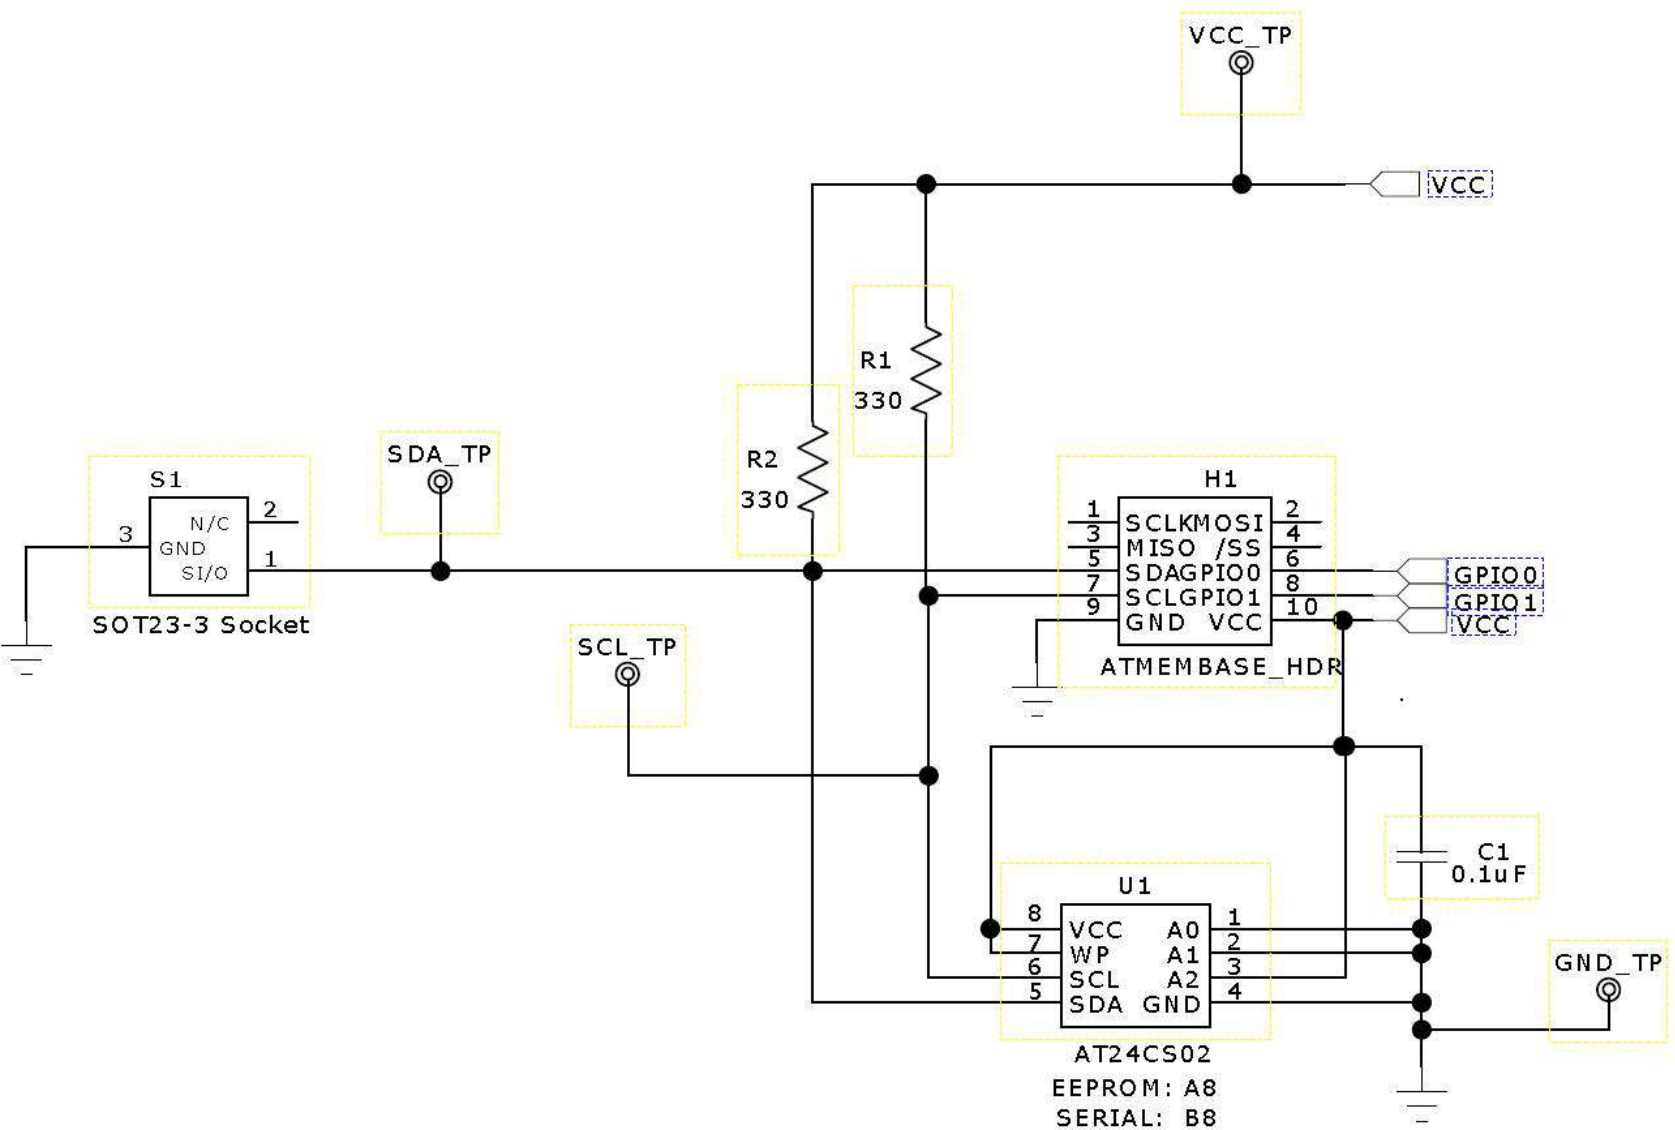 VCC_TP
VCC
R1
330
SDA_TP
R2
330
S1
N/C
GND
SI/O
3
2
1
SOT23-3 Socket
H1
1 SCLKMOSI 2
3 MISO /SS 4
5 SDAGPIO0 6
7 SCLGPIO1 8
9 GND VCC 10
ATMEMBASE_HDR
GPIO0
GPIO1
VCC
SCL_TP
C1
0.1uF
U1
8 VCC A0 1
7 WP A1 2
6 SCL A2 3
5 SDA GND 4
AT24CS02
EEPROM: A8
SERIAL: B8
GND_TP